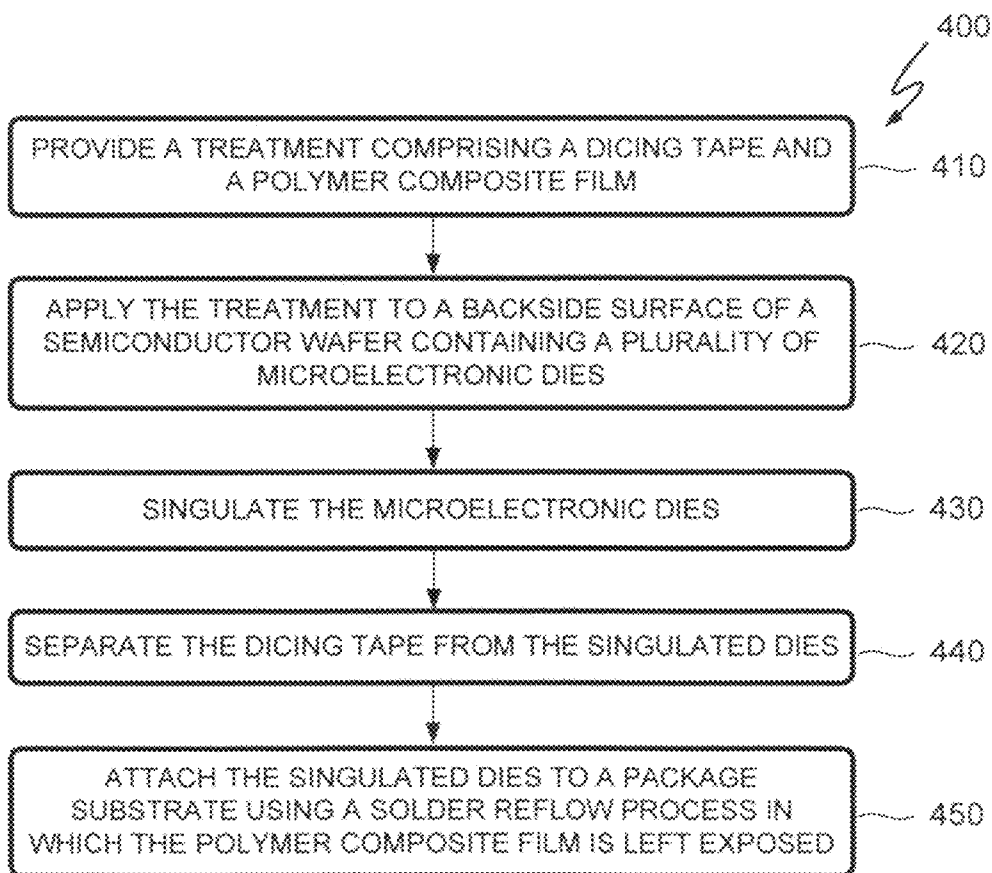 400
PROVIDE A TREATMENT COMPRISING A DICING TAPE AND
A POLYMER COMPOSITE FILM
410
APPLY THE TREATMENT TO A BACKSIDE SURFACE OF A
SEMICONDUCTOR WAFER CONTAINING A PLURALITY OF
MICROELECTRONIC DIES
420
SINGULATE THE MICROELECTRONIC DIES
430
SEPARATE THE DICING TAPE FROM THE SINGULATED DIES
440
ATTACH THE SINGULATED DIES TO A PACKAGE
SUBSTRATE USING A SOLDER REFLOW PROCESS IN
WHICH THE POLYMER COMPOSITE FILM IS LEFT EXPOSED
450